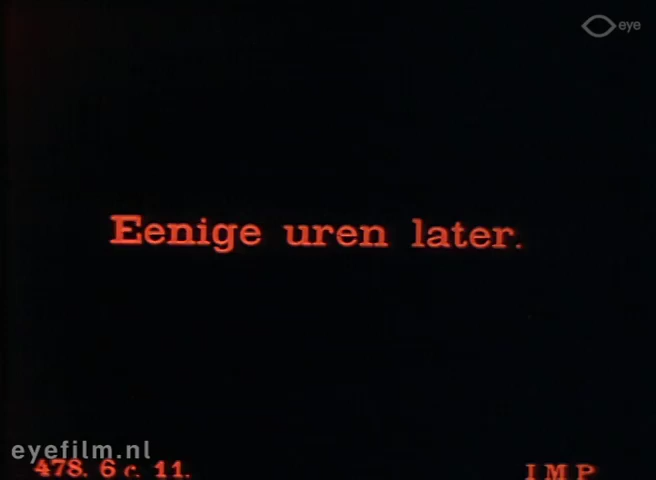 eye
Eenige uren later.
eyefilm.nl
478. 6 c. 11.
IMP